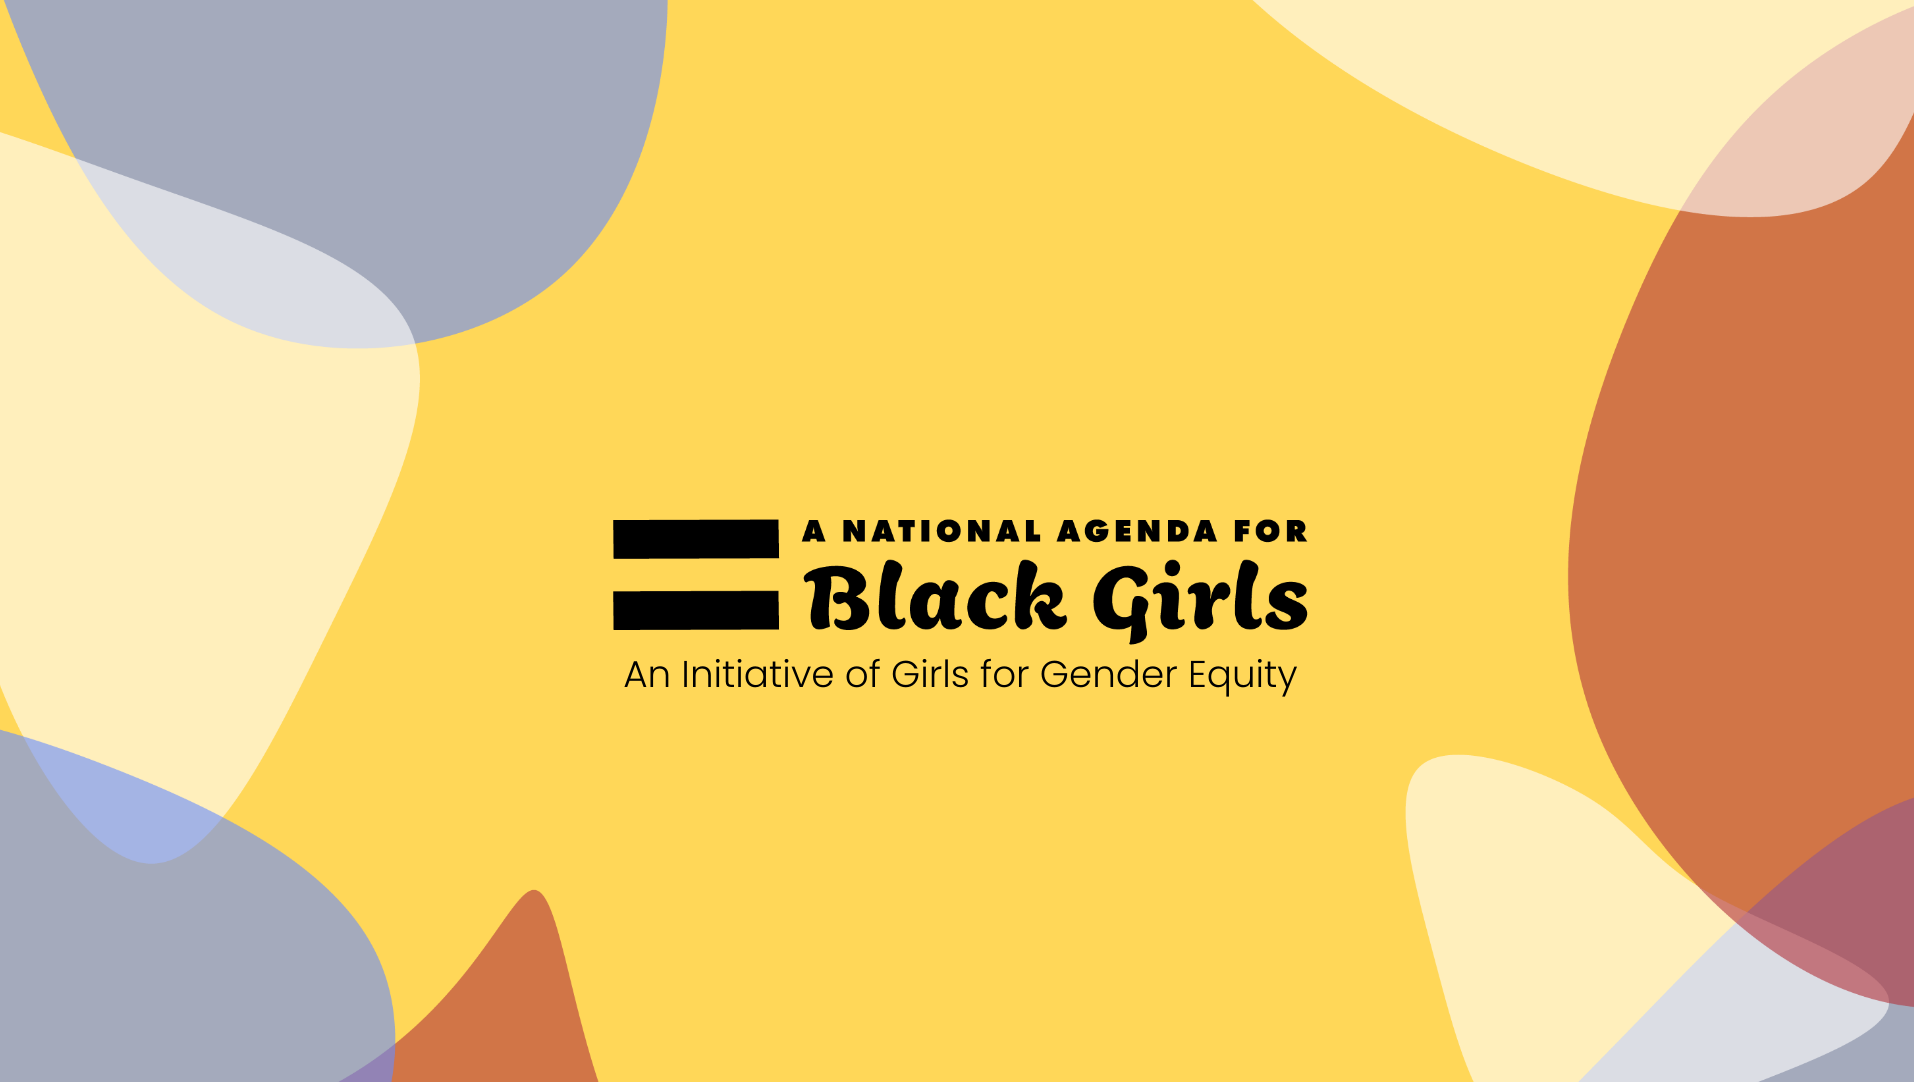 A NATIONAL AGENDA FOR
Black Girls
An Initiative of Girls for Gender Equity